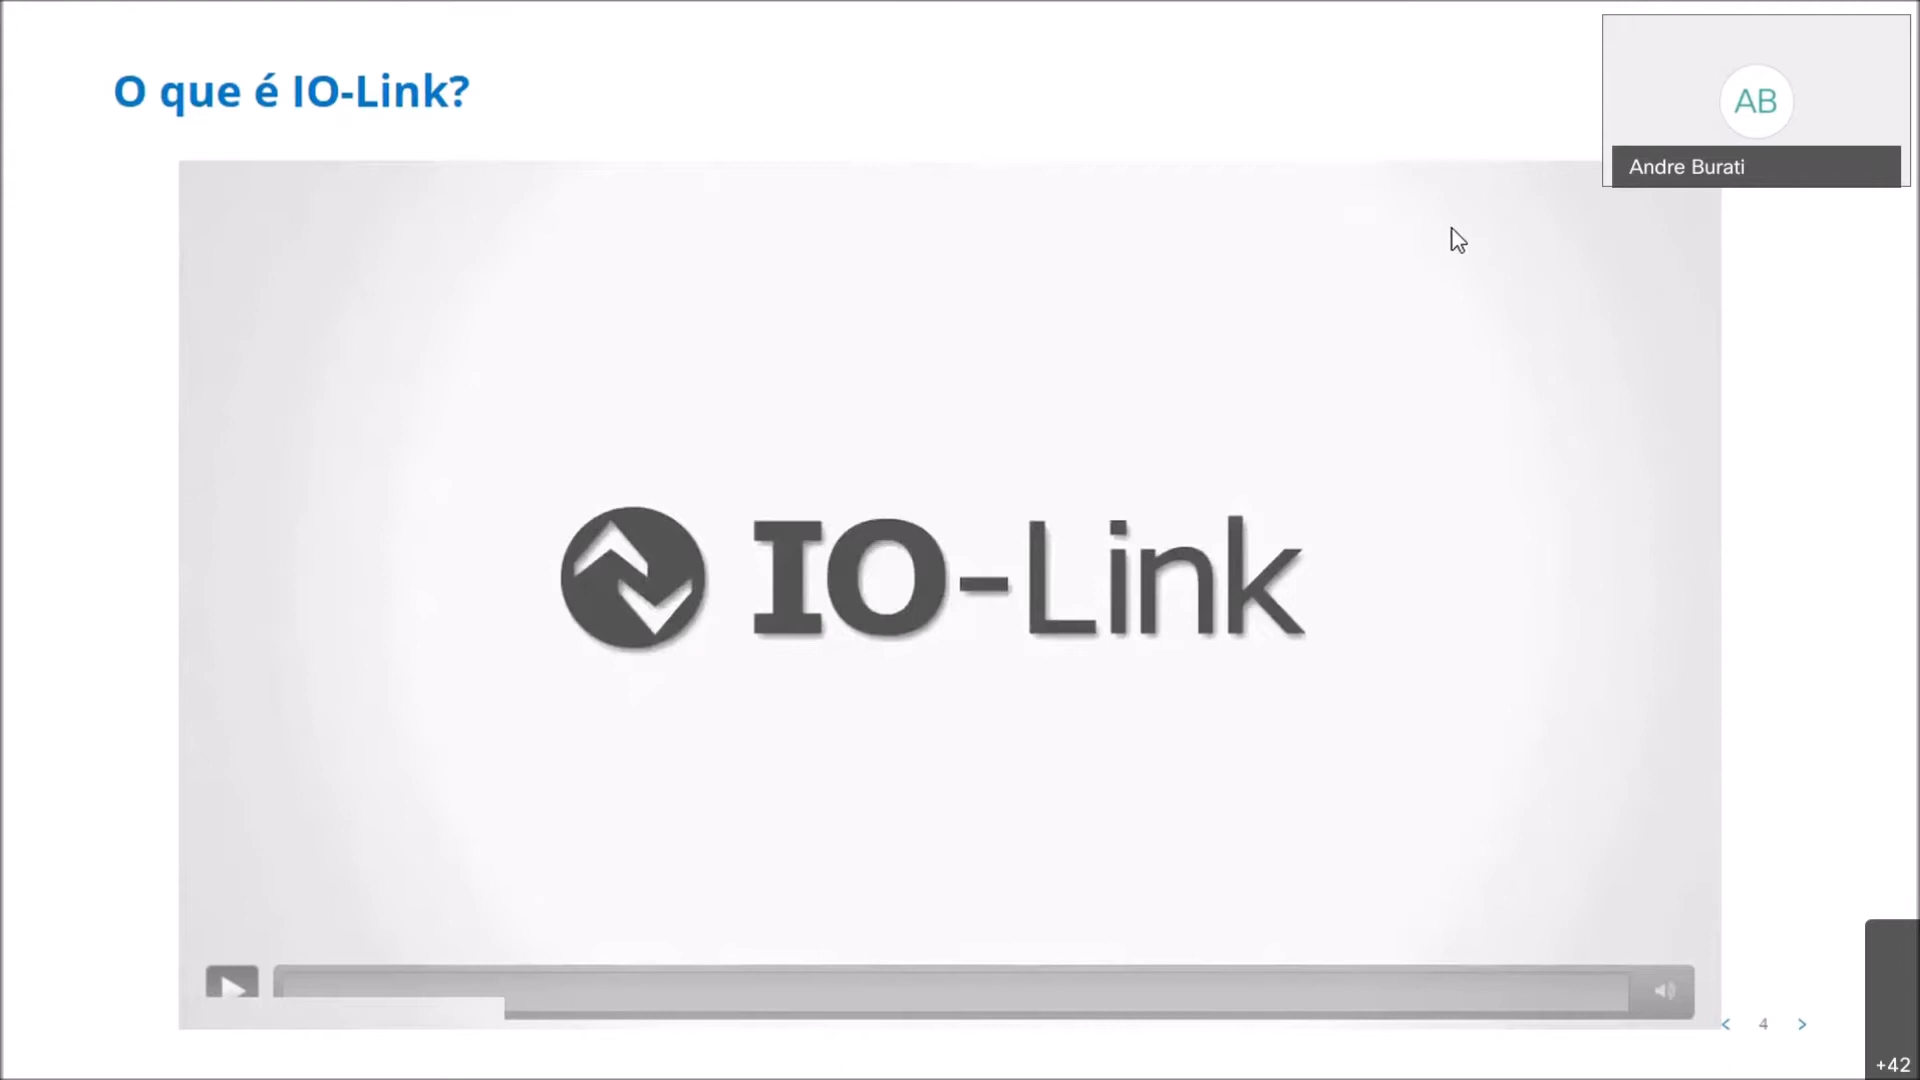 O que é IO-Link?
AB
Andre Burati
IO-Link
< 4 >
+42